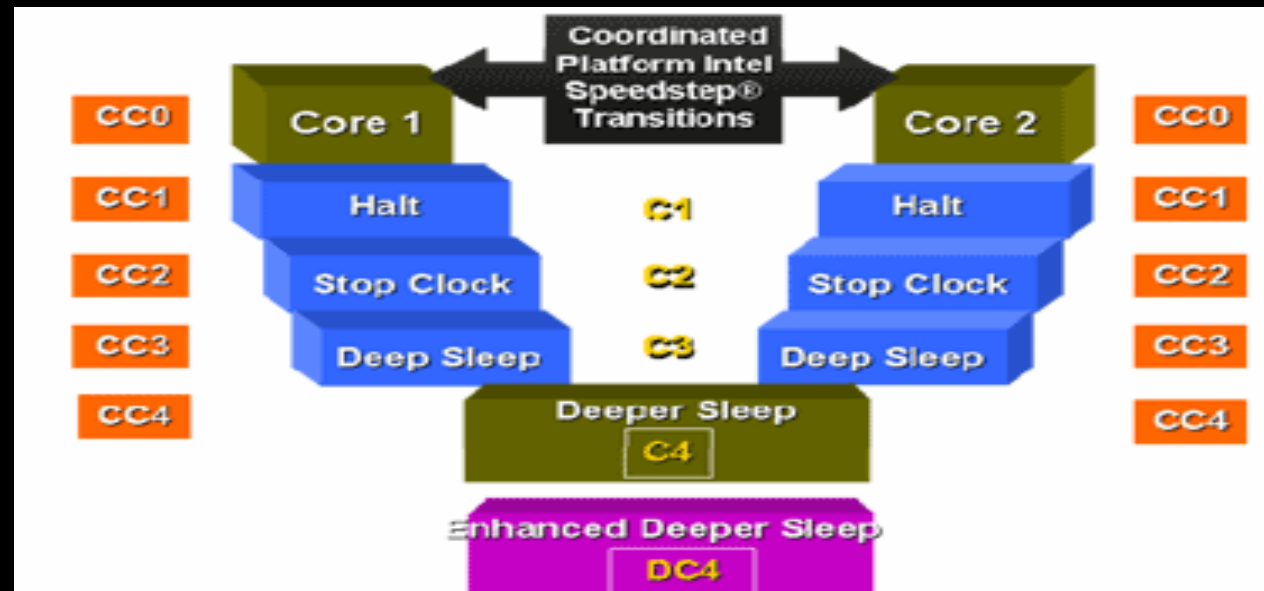 Coordinated
Platform Intel
Speedstep®
Transitions
CC0
Core 1
Core 2
CC0
CC1
Halt
C1
Halt
CC1
CC2
Stop Clock
C2
Stop Clock
CC2
CC3
Deep Sleep
C3
Deep Sleep
CC3
CC4
Deeper Sleep
CC4
C4
Enhanced Deeper Sleep
DC4